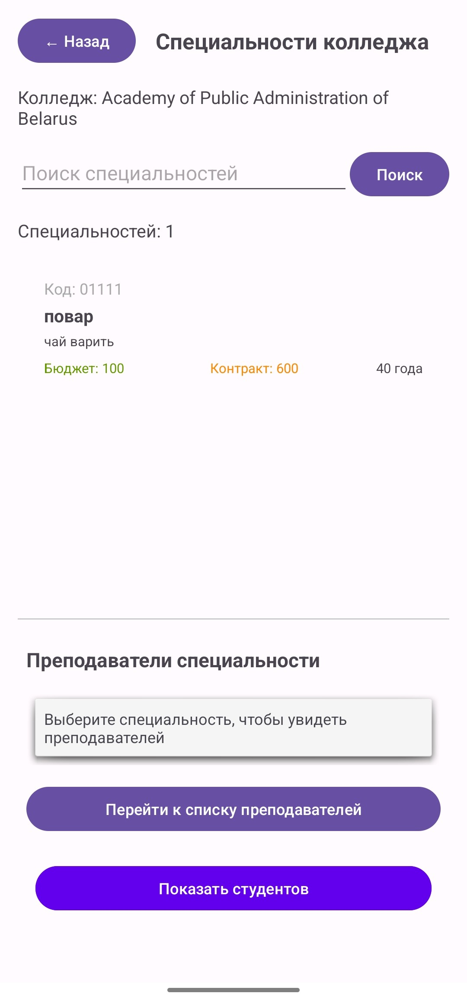 ← Назад
Специальности колледжа
Колледж: Academy of Public Administration of
Belarus
Поиск специальностей
Поиск
Специальностей: 1
Код: 01111
повар
чай варить
Бюджет: 100
Контракт: 600
40 года
Преподаватели специальности
Выберите специальность, чтобы увидеть
преподавателей
Перейти к списку преподавателей
Показать студентов